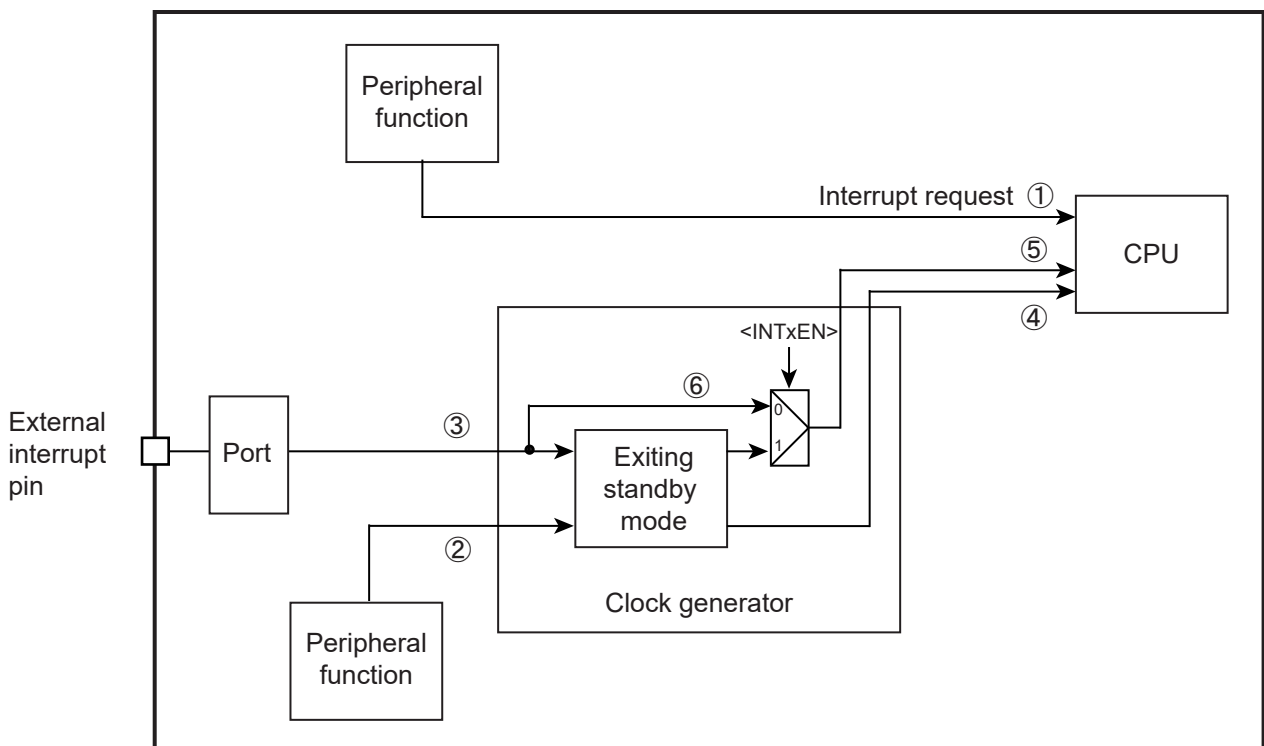 Peripheral
function
Interrupt request ①
CPU
⑤
④
<INTxEN>
⑥
0
1
External
interrupt
pin
Port
③
Exiting
standby
mode
②
Clock generator
Peripheral
function